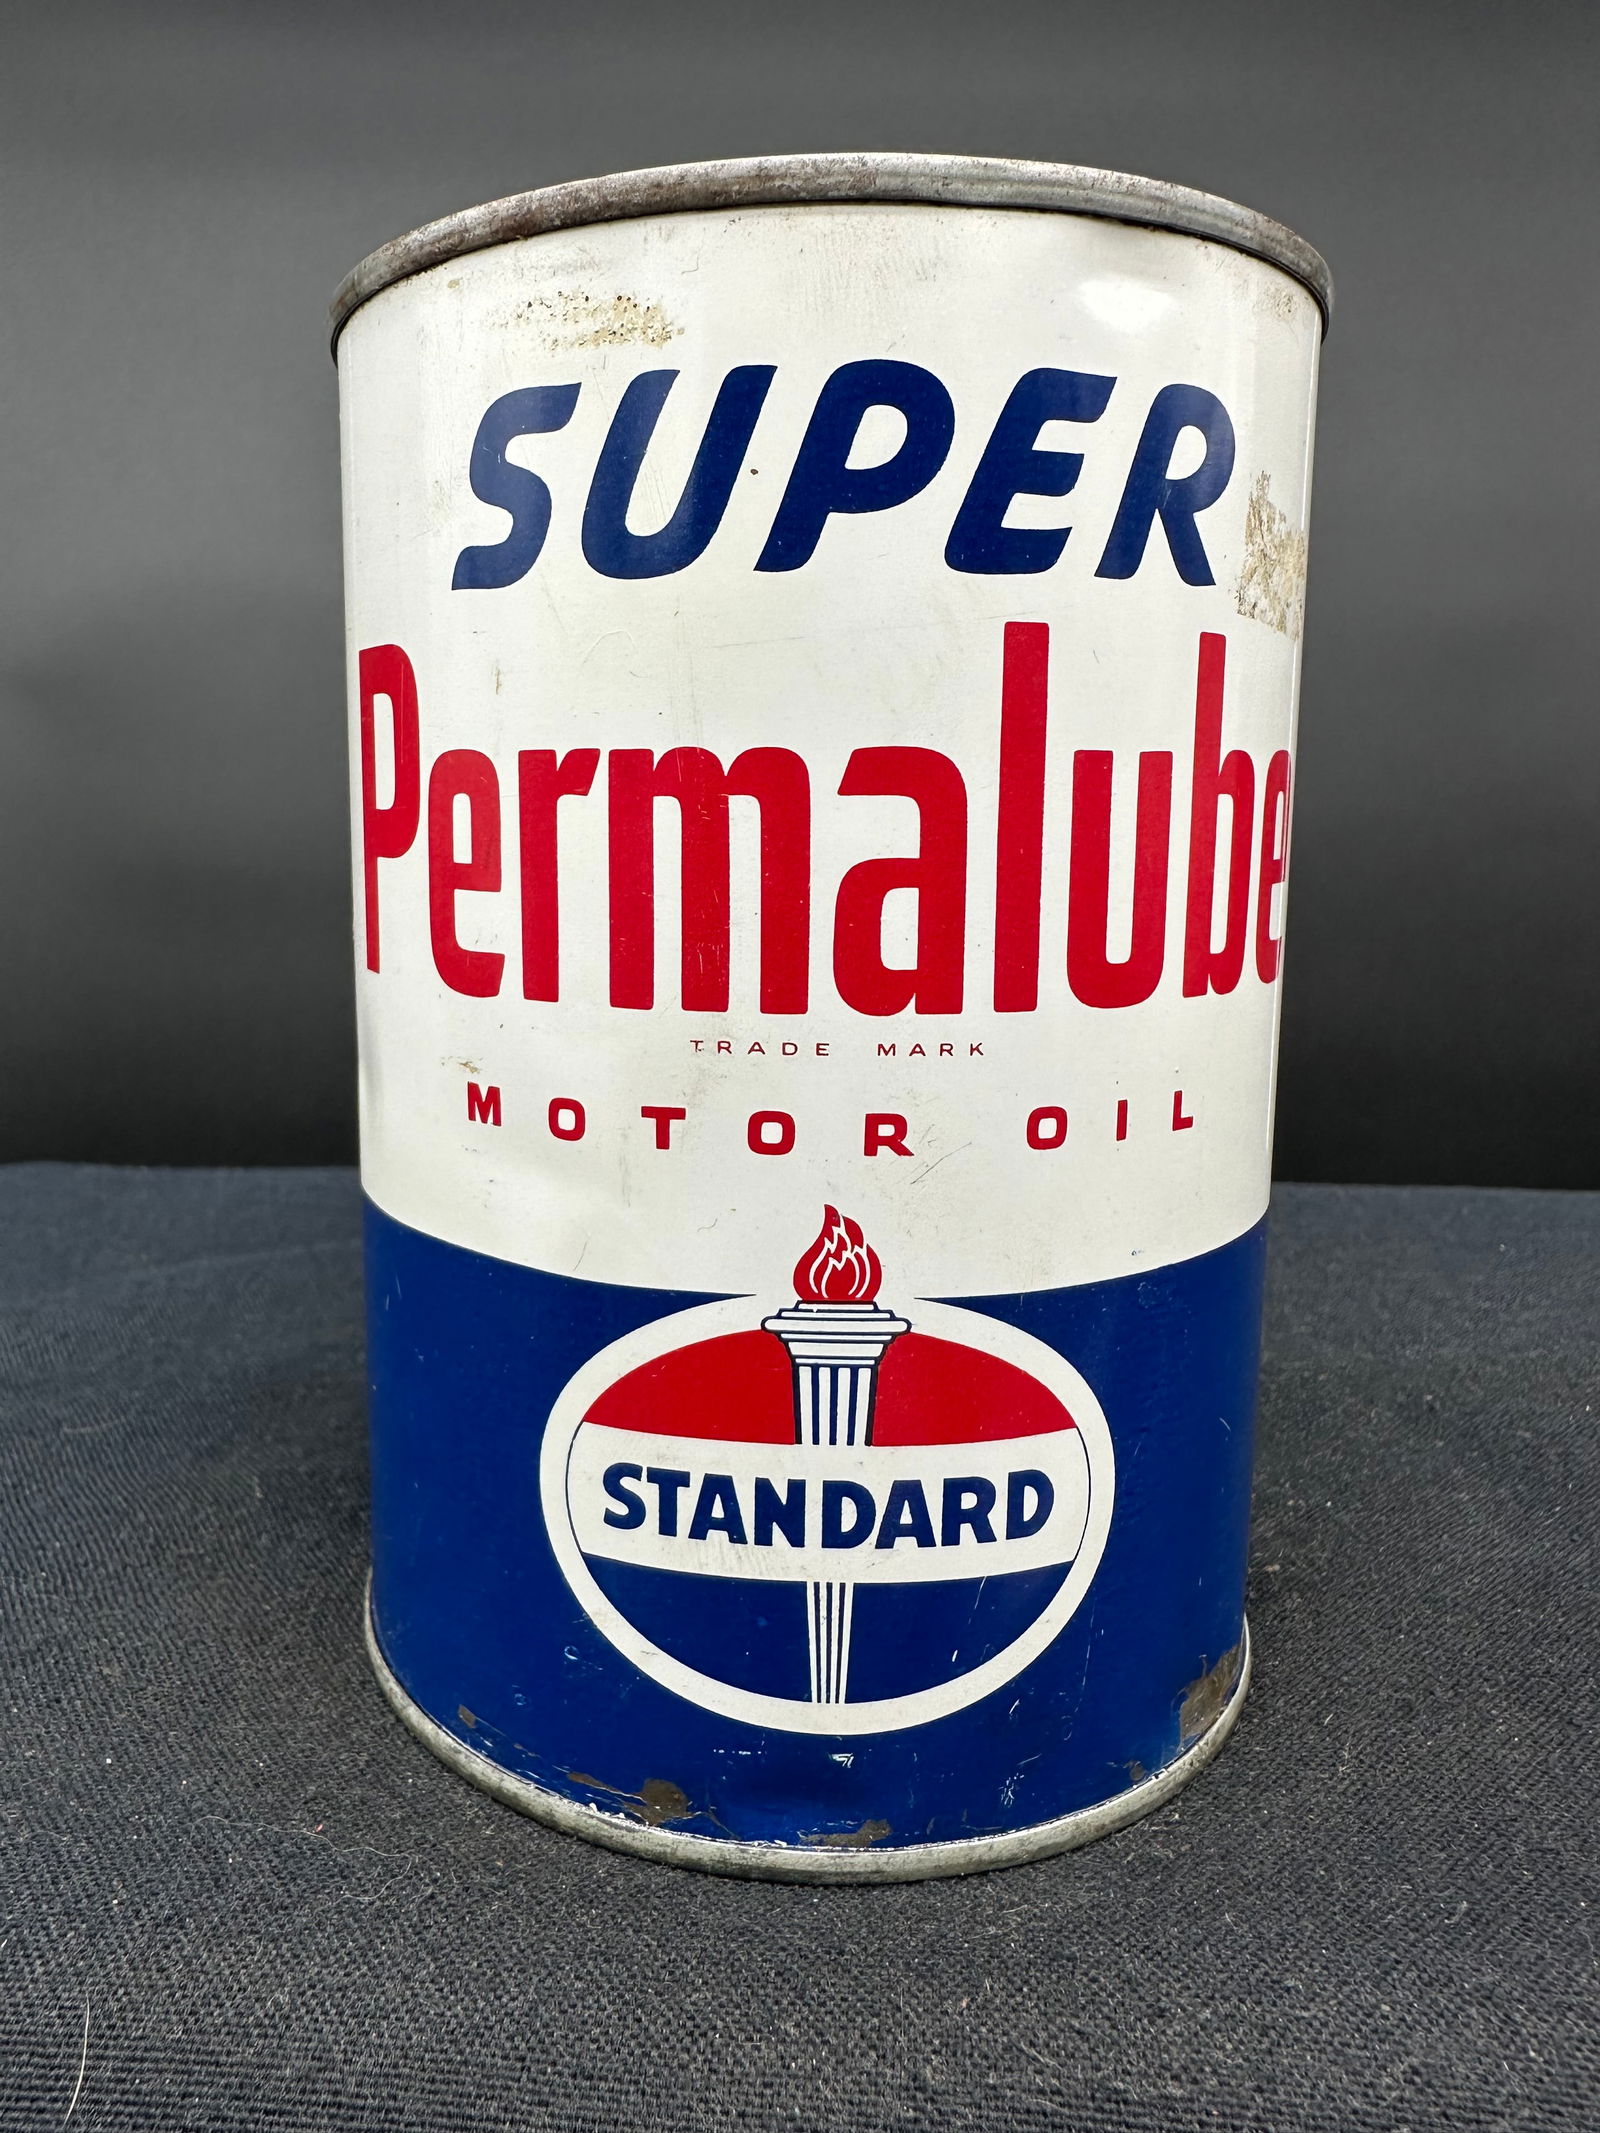 SUPER
Permalube
TRADE MARK
MOTOR OIL
STANDARD